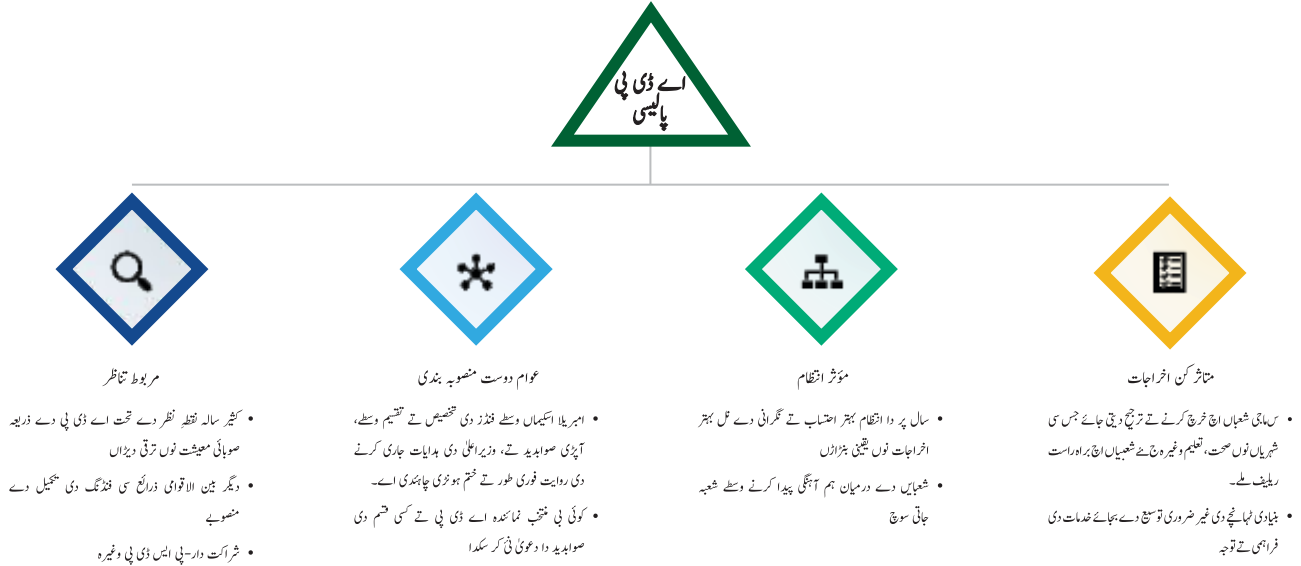 اے ڈی پی
پالیسی
متاثر کن اخراجات
• سماجی شعباں اچ خرچ کرنے تے ترجیح دیتی جائے جس سی
شہریاں نوں صحت، تعلیم وغیرہ جئے شعبیاں اچ براہ راست
ریلیف ملے۔
• بنیادی ڈھانچے دی غیر ضروری توسیع دے بجائے خدمات دی
فراہمی تے توجہ
مؤثر انتظام
• سال پر دا انتظام بہتر احتساب تے نگرانی دے نل بہتر
اخراجات نوں یقینی بنڑاڑں
• شعبایں دے درمیان ہم آہنگی پیدا کرنے وسطے شعبہ
جاتی سوچ
عوام دوست منصوبہ بندی
• امبریلا اسکیماں وسطے فنڈز دی تخصیص تے تقسیم وسطے،
آپڑی صوابدید تے، وزیراعلیٰ دی ہدایات جاری کرنے
دی روایت فوری طور تے ختم ہونڑی چاہندی اے۔
• کوئی بی منتخب نمائندہ اے ڈی پی تے کسی قسم دی
صوابدید دا دعویٰ نئی کر سکدا
مربوط تناظر
• کثیر سالہ نقطہِ نظر دے تحت اے ڈی پی دے ذریعہ
صوبائی معیشت نوں ترقی دیڑاں
• دیگر بین الاقوامی ذرائع سی فنڈنگ دی تکمیل دے
منصوبے
• شراکت دار-پی ایس ڈی پی وغیرہ